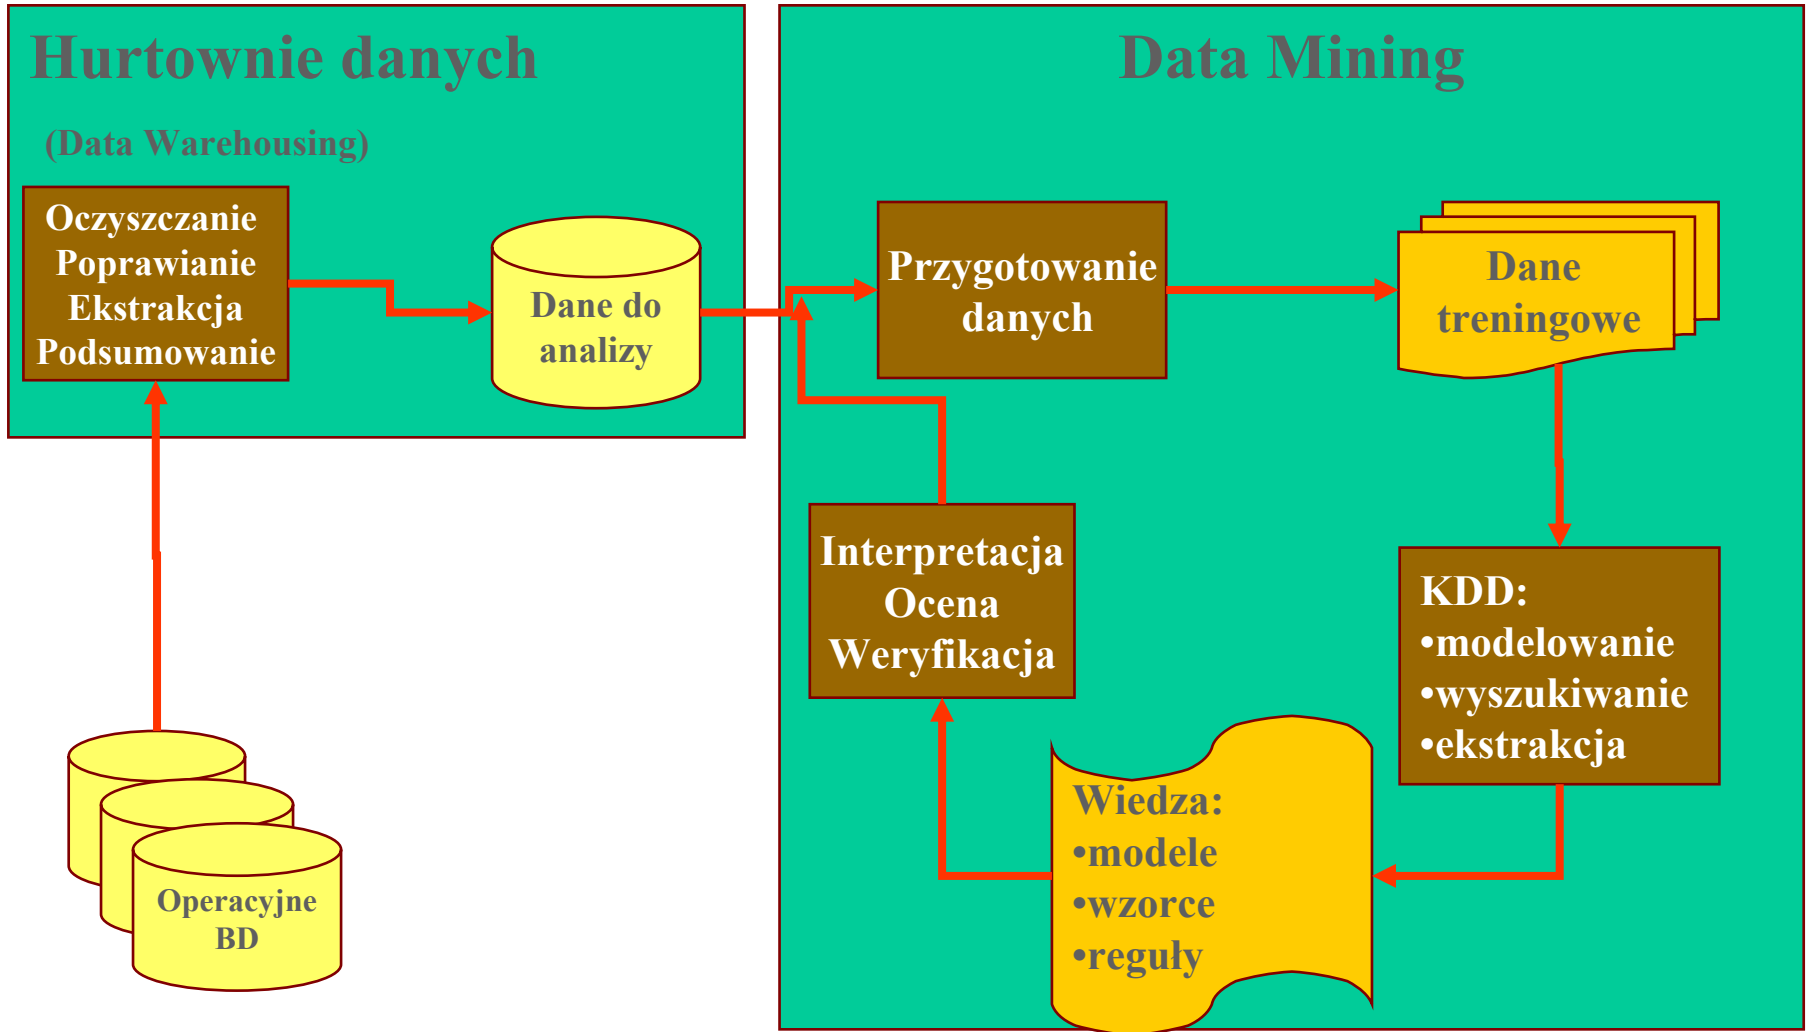 Hurtownie danych
(Data Warehousing)
Oczyszczanie
Poprawianie
Ekstrakcja
Podsumowanie
Dane do
analizy
Operacyjne
BD
Data Mining
Przygotowanie
danych
Dane
treningowe
KDD:
•modelowanie
•wyszukiwanie
•ekstrakcja
Wiedza:
•modele
•wzorce
•reguły
Interpretacja
Ocena
Weryfikacja